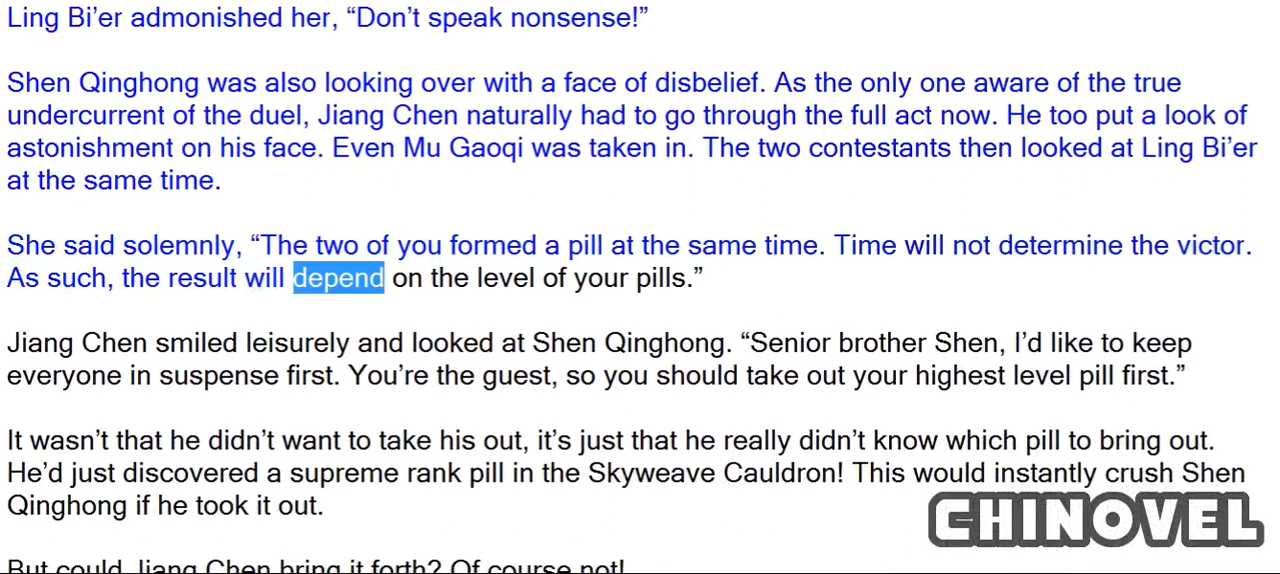 Ling Bi’er admonished her, “Don’t speak nonsense!”
Shen Qinghong was also looking over with a face of disbelief. As the only one aware of the true
undercurrent of the duel, Jiang Chen naturally had to go through the full act now. He too put a look of
astonishment on his face. Even Mu Gaoqi was taken in. The two contestants then looked at Ling Bi’er
at the same time.
She said solemnly, “The two of you formed a pill at the same time. Time will not determine the victor.
As such, the result will depend on the level of your pills.”
Jiang Chen smiled leisurely and looked at Shen Qinghong. “Senior brother Shen, I’d like to keep
everyone in suspense first. You’re the guest, so you should take out your highest level pill first.”
It wasn’t that he didn’t want to take his out, it’s just that he really didn’t know which pill to bring out.
He’d just discovered a supreme rank pill in the Skyweave Cauldron! This would instantly crush Shen
Qinghong if he took it out.
CHINOVEL
But could Jiang Chen bring it forth? Of course not!